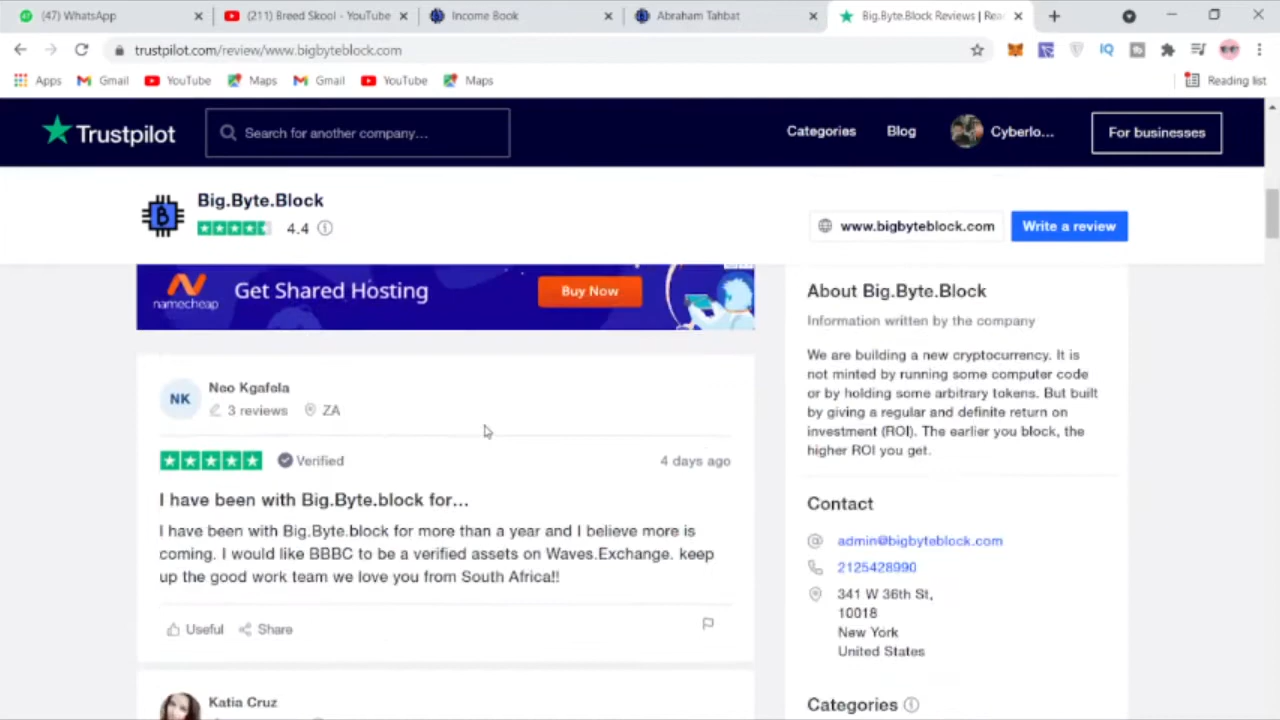 (47) WhatsApp
(211) Breed Skool - YouTube
Income Book
Abraham Tahbat
Big.Byte.Block Reviews | Rea
trustpilot.com/review/www.bigbyteblock.com
IQ
Reading list
Apps
Gmail
YouTube
Maps
Gmail
YouTube
Maps
Trustpilot
Search for another company...
Categories
Blog
Cyberlo...
For businesses
Big.Byte.Block
4.4
www.bigbyteblock.com
Write a review
namecheap
Get Shared Hosting
Buy Now
NK
Neo Kgafela
3 reviews
ZA
Verified
4 days ago
I have been with Big.Byte.block for...
I have been with Big.Byte.block for more than a year and I believe more is
coming. I would like BBBC to be a verified assets on Waves.Exchange. keep
up the good work team we love you from South Africa!!
Useful
Share
Katia Cruz
About Big.Byte.Block
Information written by the company
We are building a new cryptocurrency. It is
not minted by running some computer code
or by holding some arbitrary tokens. But built
by giving a regular and definite return on
investment (ROI). The earlier you block, the
higher ROI you get.
Contact
admin@bigbyteblock.com
2125428990
341 W 36th St,
10018
New York
United States
Categories